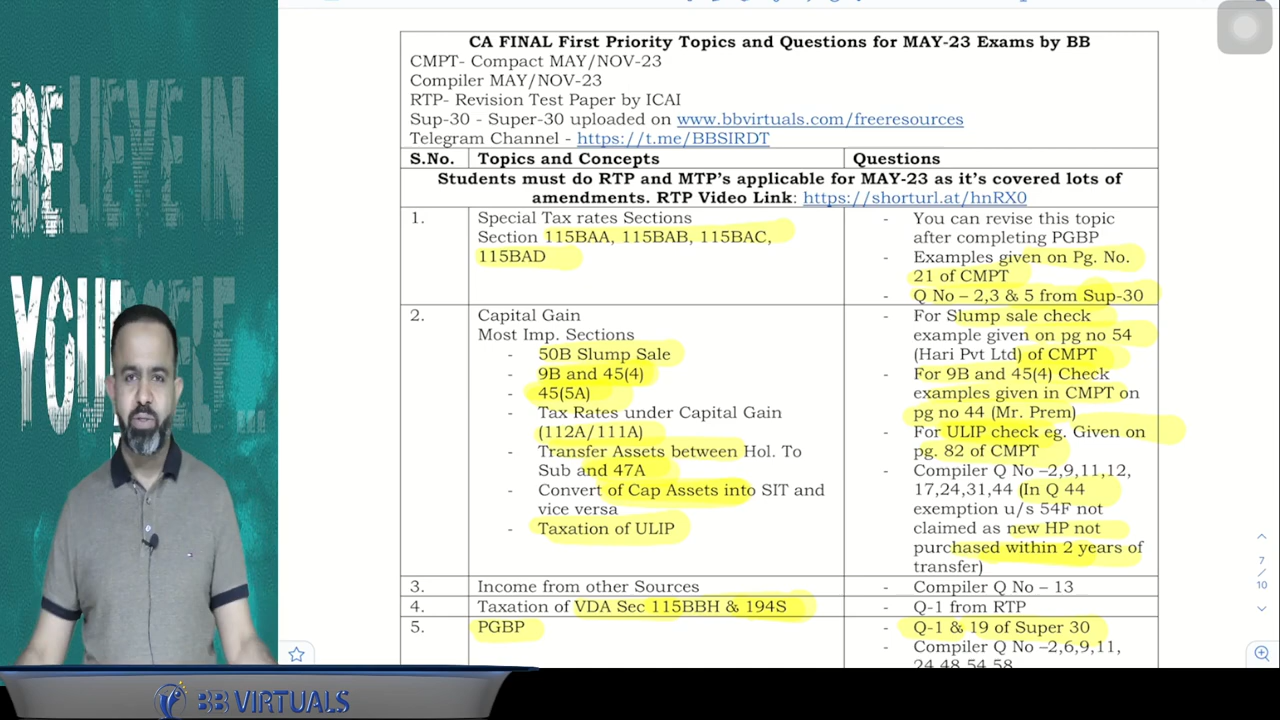 BELIEVE IN
YOURSELF...
CA FINAL First Priority Topics and Questions for MAY-23 Exams by BB
CMPT- Compact MAY/NOV-23
Compiler MAY/NOV-23
RTP- Revision Test Paper by ICAI
Sup-30 - Super-30 uploaded on www.bbvirtuals.com/freeresources
Telegram Channel - https://t.me/BBSIRDT
S.No. Topics and Concepts Questions
Students must do RTP and MTP's applicable for MAY-23 as it's covered lots of
amendments. RTP Video Link: https://shorturl.at/hnRX0
1.
Special Tax rates Sections
Section 115BAA, 115BAB, 115BAC,
115BAD
- You can revise this topic
after completing PGBP
- Examples given on Pg. No.
21 of CMPT
- Q No – 2,3 & 5 from Sup-30
2.
Capital Gain
Most Imp. Sections
- 50B Slump Sale
- 9B and 45(4)
- 45(5A)
- Tax Rates under Capital Gain
(112A/111A)
- Transfer Assets between Hol. To
Sub and 47A
- Convert of Cap Assets into SIT and
vice versa
- Taxation of ULIP
- For Slump sale check
example given on pg no 54
(Hari Pvt Ltd) of CMPT
- For 9B and 45(4) Check
examples given in CMPT on
pg no 44 (Mr. Prem)
- For ULIP check eg. Given on
pg. 82 of CMPT
- Compiler Q No –2,9,11,12,
17,24,31,44 (In Q 44
exemption u/s 54F not
claimed as new HP not
purchased within 2 years of
transfer)
3. Income from other Sources - Compiler Q No – 13
4. Taxation of VDA Sec 115BBH & 194S - Q-1 from RTP
5. PGBP - Q-1 & 19 of Super 30
- Compiler Q No –2,6,9,11,
24,48,54,58
7
/
10
BB VIRTUALS